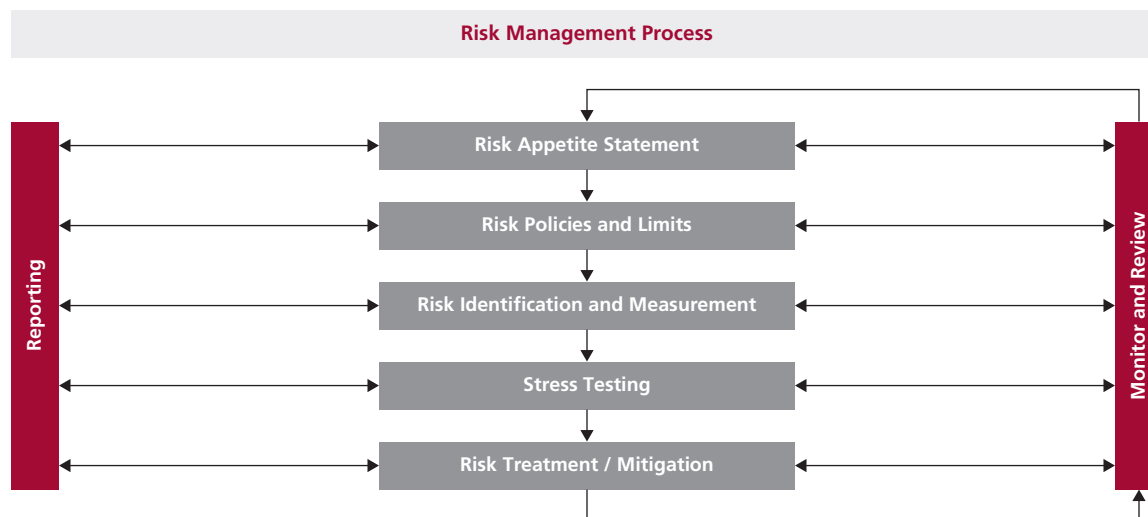 Risk Management Process
Risk Appetite Statement
Risk Policies and Limits
Risk Identification and Measurement
Stress Testing
Risk Treatment / Mitigation
Reporting
Monitor and Review